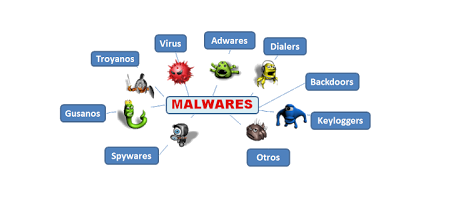 Adwares
Virus
Dialers
Troyanos
Backdoors
MALWARES
Gusanos
Keyloggers
Spywares
Otros